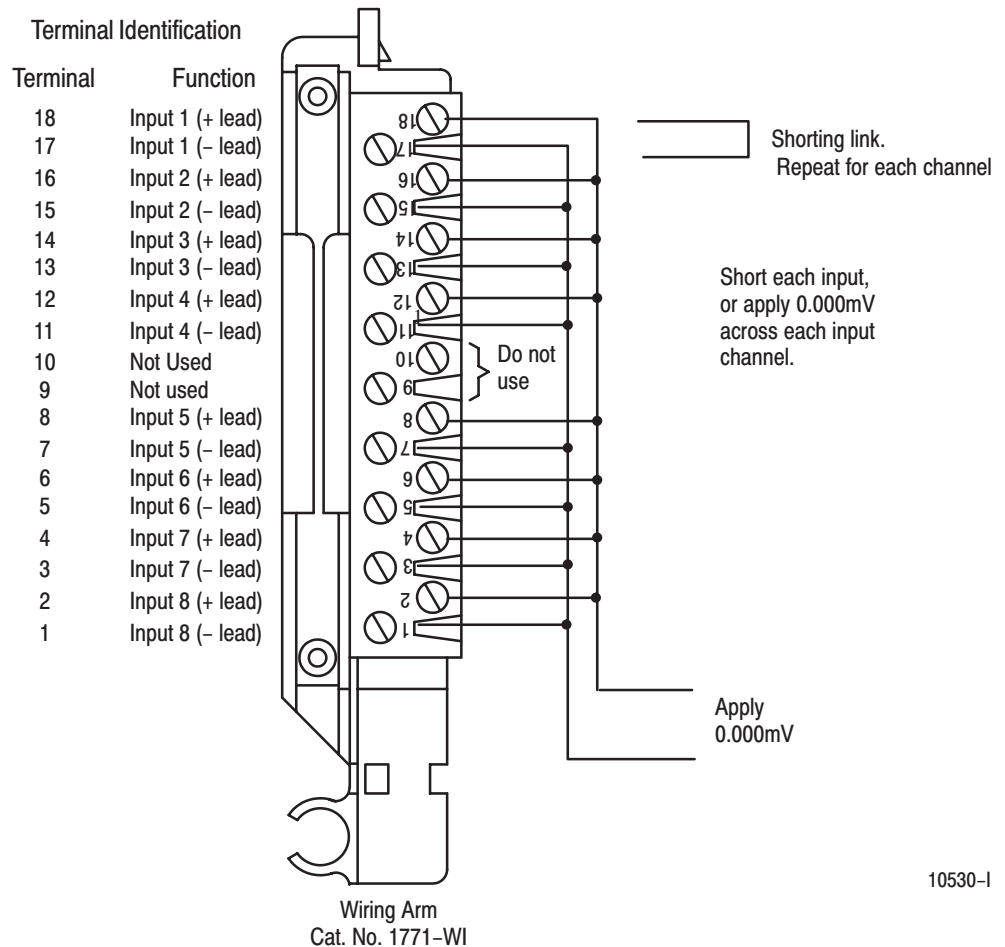 Terminal Identification
Terminal Function
18 Input 1 (+ lead)
17 Input 1 (– lead)
16 Input 2 (+ lead)
15 Input 2 (– lead)
14 Input 3 (+ lead)
13 Input 3 (– lead)
12 Input 4 (+ lead)
11 Input 4 (– lead)
10 Not Used
9 Not used
8 Input 5 (+ lead)
7 Input 5 (– lead)
6 Input 6 (+ lead)
5 Input 6 (– lead)
4 Input 7 (+ lead)
3 Input 7 (– lead)
2 Input 8 (+ lead)
1 Input 8 (– lead)
18
17
16
15
14
13
12
11
10
9
8
7
6
5
4
3
2
1
Do not
use
Shorting link.
Repeat for each channel
Short each input,
or apply 0.000mV
across each input
channel.
Apply
0.000mV
Wiring Arm
Cat. No. 1771–WI
10530–I